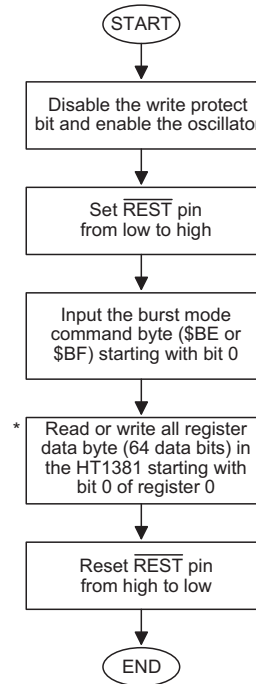 START
Disable the write protect
bit and enable the oscillator
Set REST pin
from low to high
Input the burst mode
command byte ($BE or
$BF) starting with bit 0
* Read or write all register
data byte (64 data bits) in
the HT1381 starting with
bit 0 of register 0
Reset REST pin
from high to low
END